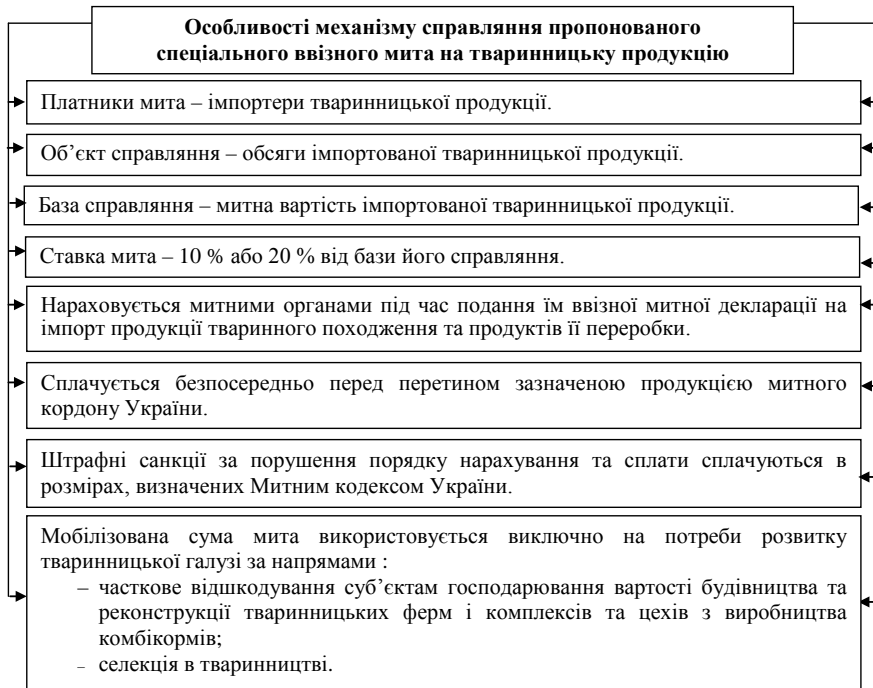 Особливості механізму справляння пропонованого
спеціального ввізного мита на тваринницьку продукцію
Платники мита – імпортери тваринницької продукції.
Об’єкт справляння – обсяги імпортованої тваринницької продукції.
База справляння – митна вартість імпортованої тваринницької продукції.
Ставка мита – 10 % або 20 % від бази його справляння.
Нараховується митними органами під час подання їм ввізної митної декларації на
імпорт продукції тваринного походження та продуктів її переробки.
Сплачується безпосередньо перед перетином зазначеною продукцією митного
кордону України.
Штрафні санкції за порушення порядку нарахування та сплати сплачуються в
розмірах, визначених Митним кодексом України.
Мобілізована сума мита використовується виключно на потреби розвитку
тваринницької галузі за напрямами :
– часткове відшкодування суб’єктам господарювання вартості будівництва та
реконструкції тваринницьких ферм і комплексів та цехів з виробництва
комбікормів;
– селекція в тваринництві.